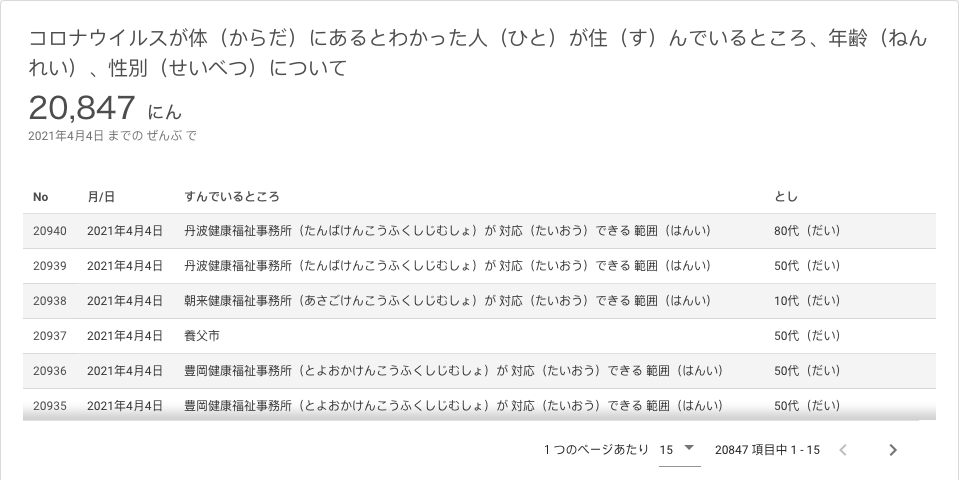 コロナウイルスが体（からだ）にあるとわかった人（ひと）が住（す）んでいるところ、年齢（ねん
れい）、性別（せいべつ）について
20,847 にん
2021年4月4日 までの ぜんぶ で
No 月/日 すんでいるところ とし
20940 2021年4月4日 丹波健康福祉事務所（たんばけんこうふくしじむしょ）が 対応（たいおう）できる 範囲（はんい） 80代（だい）
20939 2021年4月4日 丹波健康福祉事務所（たんばけんこうふくしじむしょ）が 対応（たいおう）できる 範囲（はんい） 50代（だい）
20938 2021年4月4日 朝来健康福祉事務所（あさごけんこうふくしじむしょ）が 対応（たいおう）できる 範囲（はんい） 10代（だい）
20937 2021年4月4日 養父市 50代（だい）
20936 2021年4月4日 豊岡健康福祉事務所（とよおかけんこうふくしじむしょ）が 対応（たいおう）できる 範囲（はんい） 50代（だい）
20935 2021年4月4日 豊岡健康福祉事務所（とよおかけんこうふくしじむしょ）が 対応（たいおう）できる 範囲（はんい） 50代（だい）
1 つのページあたり 15 20847 項目中 1 - 15